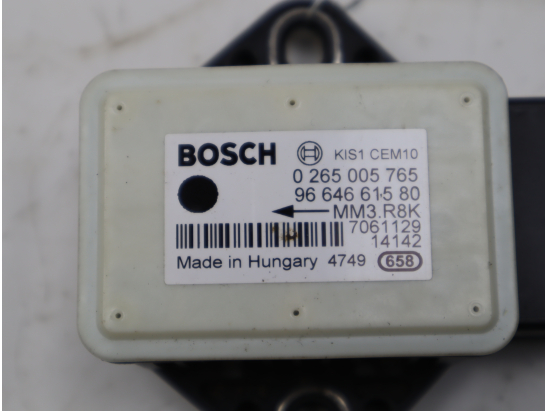 BOSCH KIS1 CEM10
0 265 005 765
96 646 615 80
MM3.R8K
7061129
14142
Made in Hungary 4749 658